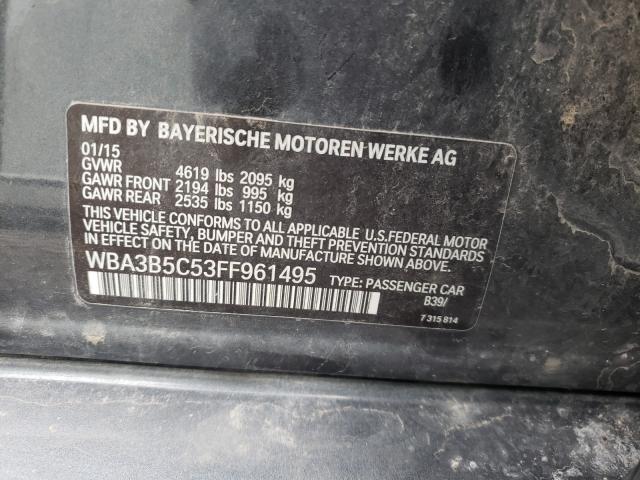 MFD BY BAYERISCHE MOTOREN WERKE AG
01/15
GVWR 4619 lbs 2095 kg
GAWR FRONT 2194 lbs 995 kg
GAWR REAR 2535 lbs 1150 kg
THIS VEHICLE CONFORMS TO ALL APPLICABLE U.S.FEDERAL MOTOR
VEHICLE SAFETY, BUMPER AND THEFT PREVENTION STANDARDS
IN EFFECT ON THE DATE OF MANUFACTURE SHOWN ABOVE.
WBA3B5C53FF961495 TYPE: PASSENGER CAR
B39/
7 315 814